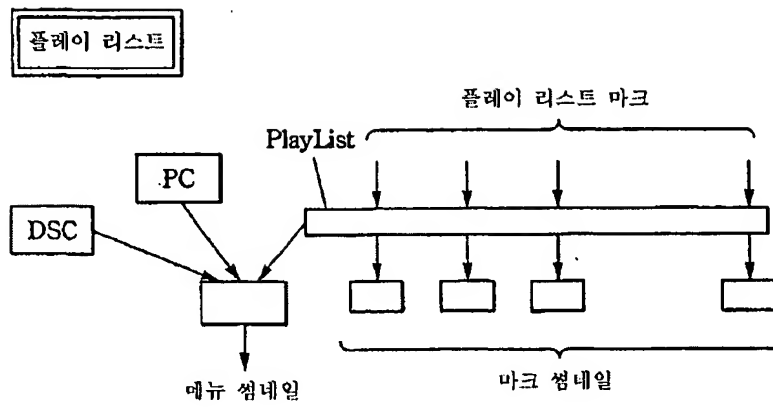 플레이 리스트
플레이 리스트 마크
PlayList
PC
DSC
메뉴 썸네일
마크 썸네일